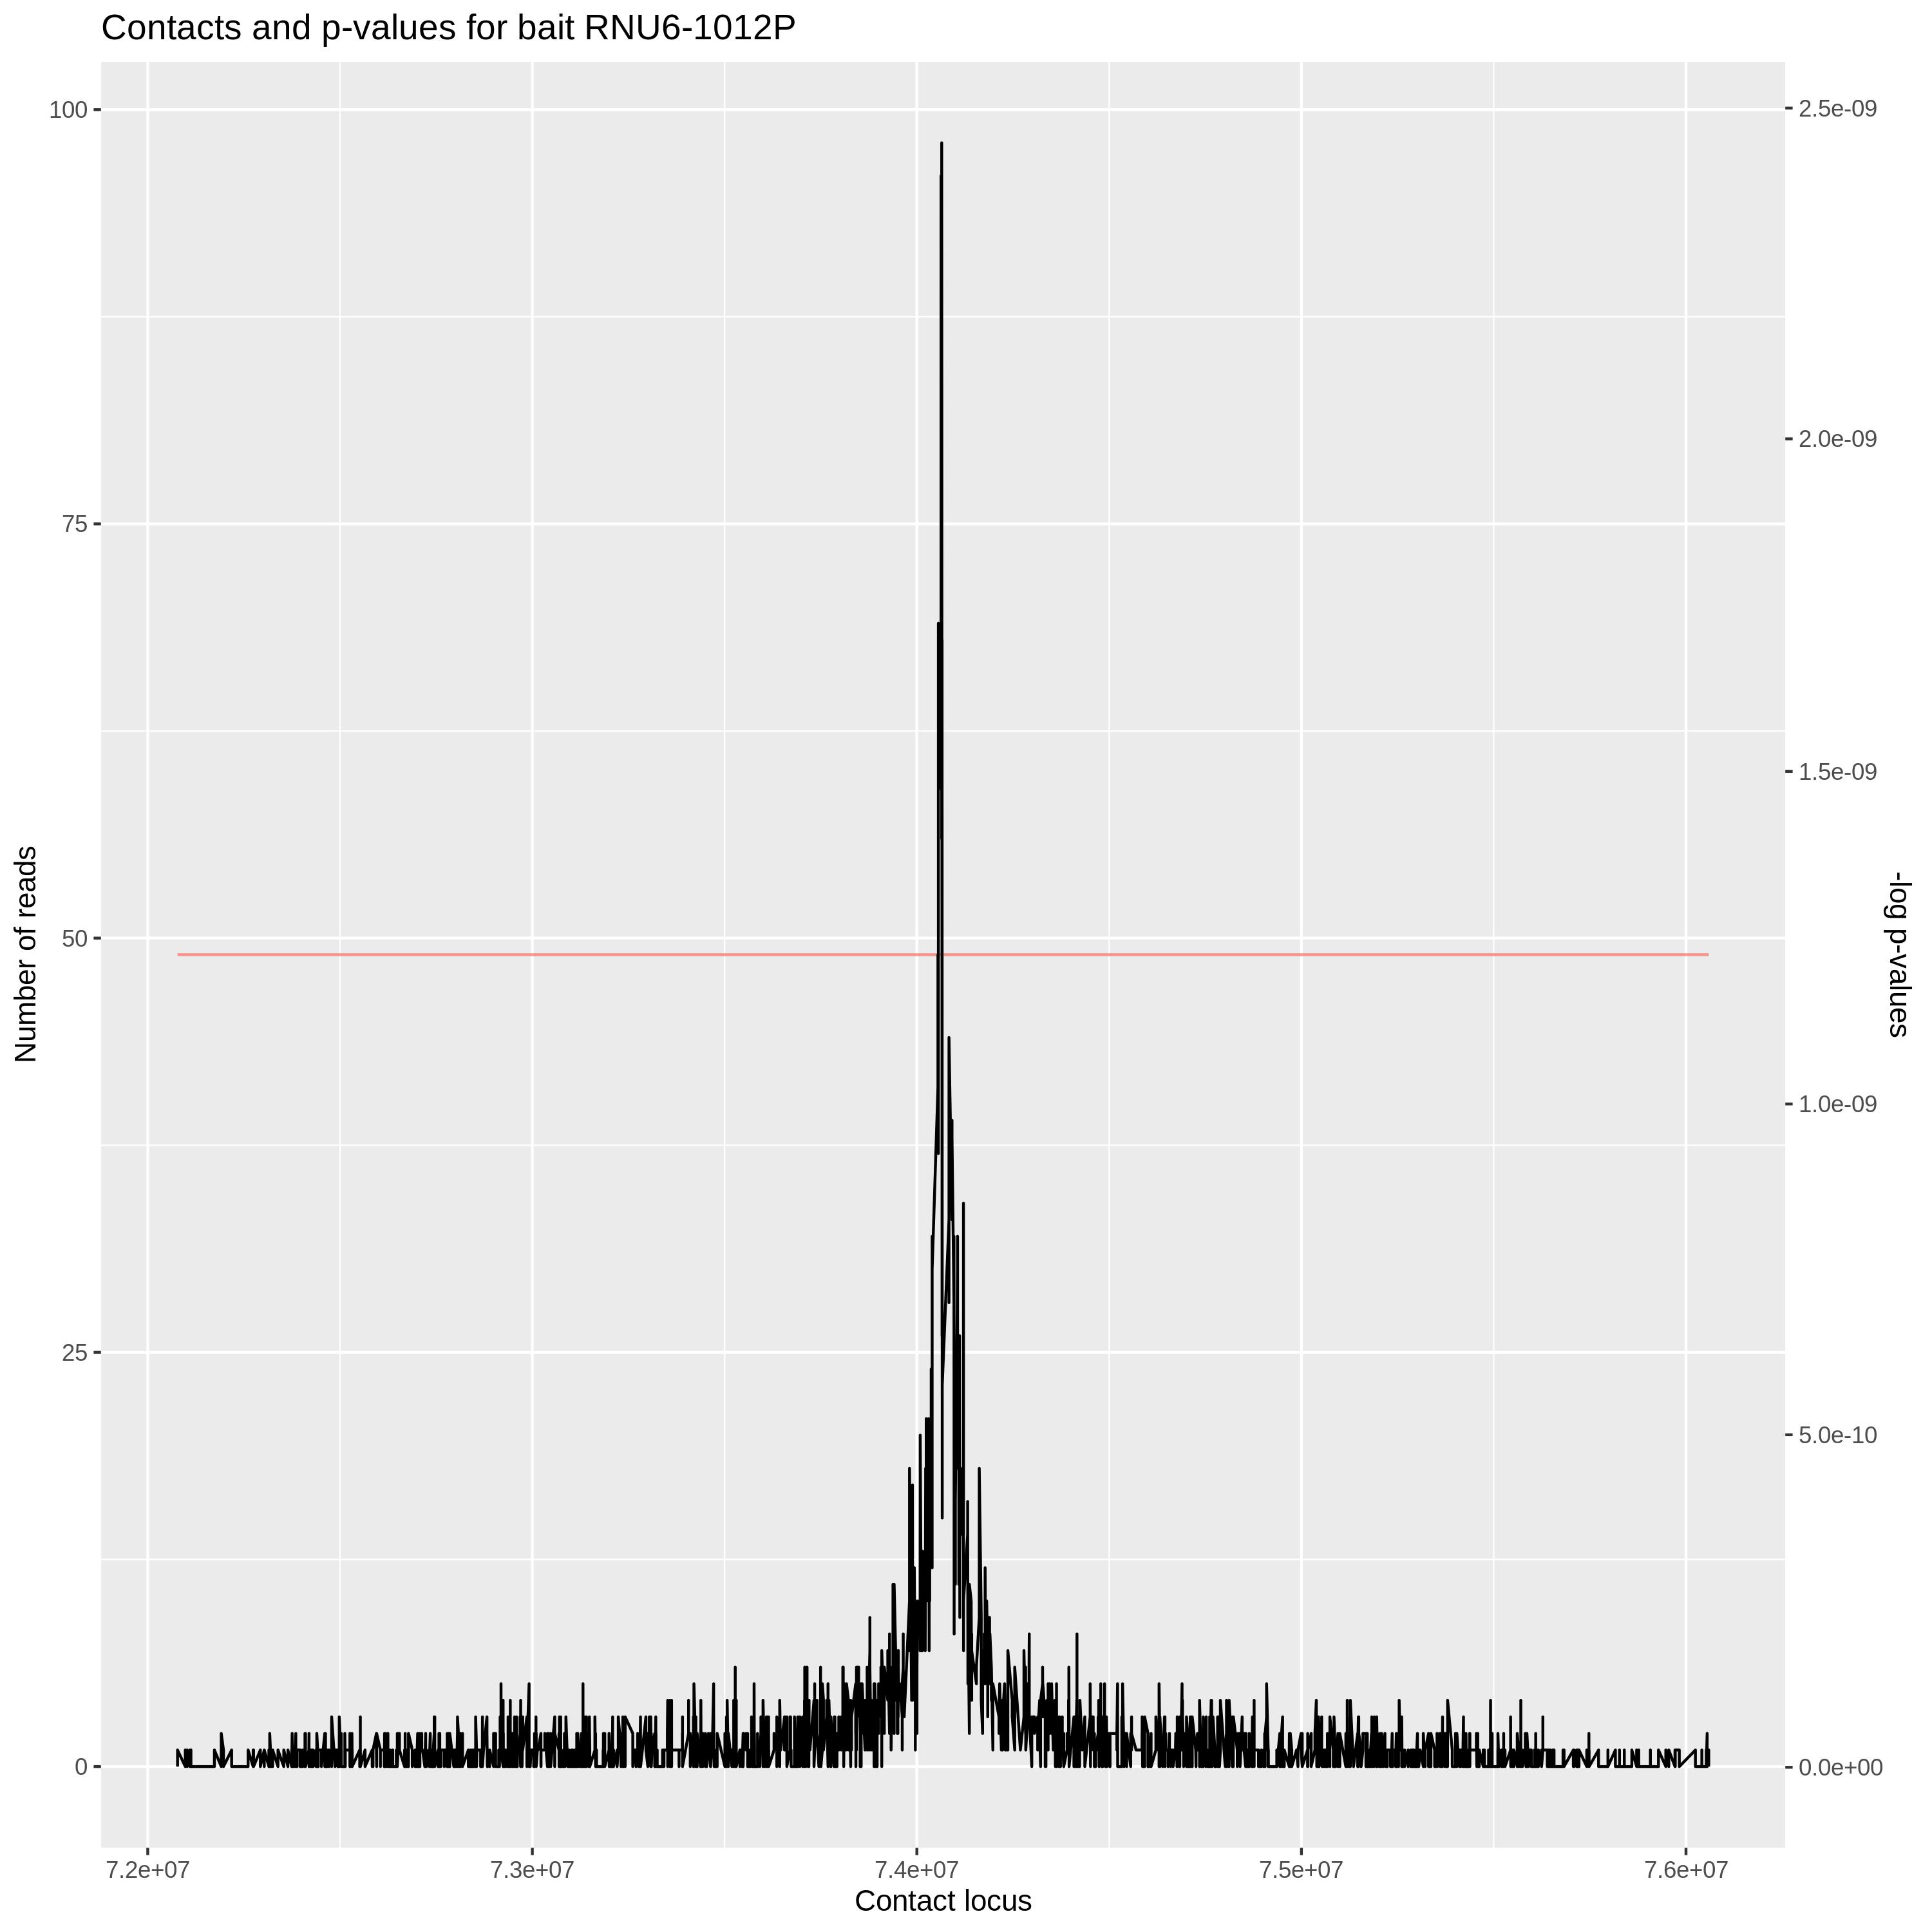 Contacts and p-values for bait RNU6-1012P
100
75
50
25
0
Number of reads
2.5e-09
2.0e-09
1.5e-09
1.0e-09
5.0e-10
0.0e+00
-log p-values
7.2e+07
7.3e+07
7.4e+07
7.5e+07
7.6e+07
Contact locus